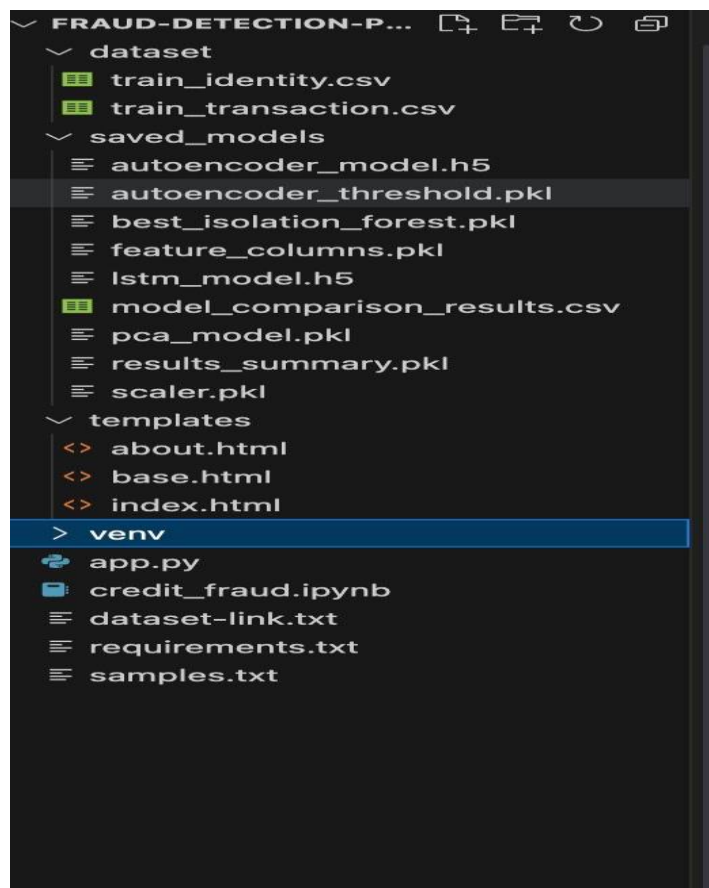 FRAUD-DETECTION-P...
dataset
train_identity.csv
train_transaction.csv
saved_models
autoencoder_model.h5
autoencoder_threshold.pkl
best_isolation_forest.pkl
feature_columns.pkl
lstm_model.h5
model_comparison_results.csv
pca_model.pkl
results_summary.pkl
scaler.pkl
templates
<> about.html
<> base.html
<> index.html
> venv
app.py
credit_fraud.ipynb
dataset-link.txt
requirements.txt
samples.txt